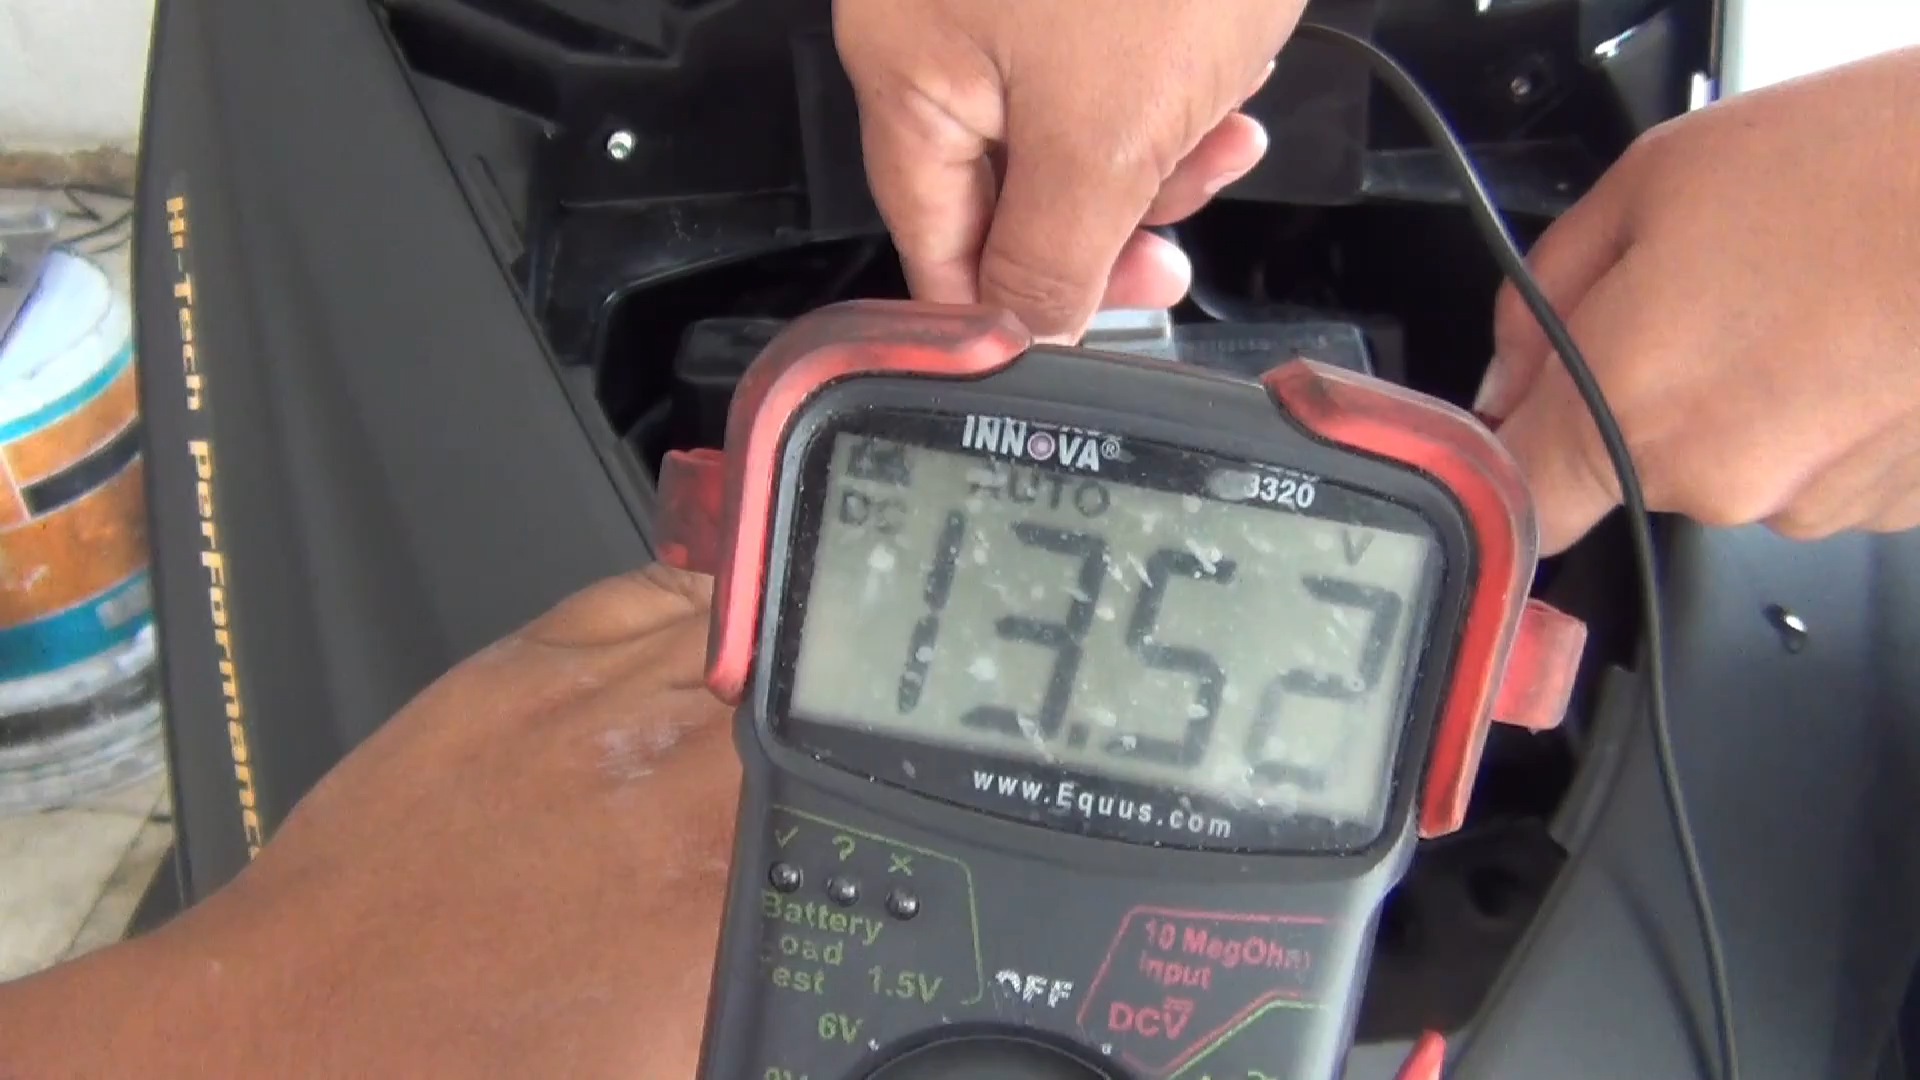 Hi-Tech Performance
INNOVA®
3320
AUTO
DC
V
13.52
www.Equus.com
✓ ? ×
Battery
Load
Test 1.5V
6V
9V
OFF
10 MegOhm
Input
DCV